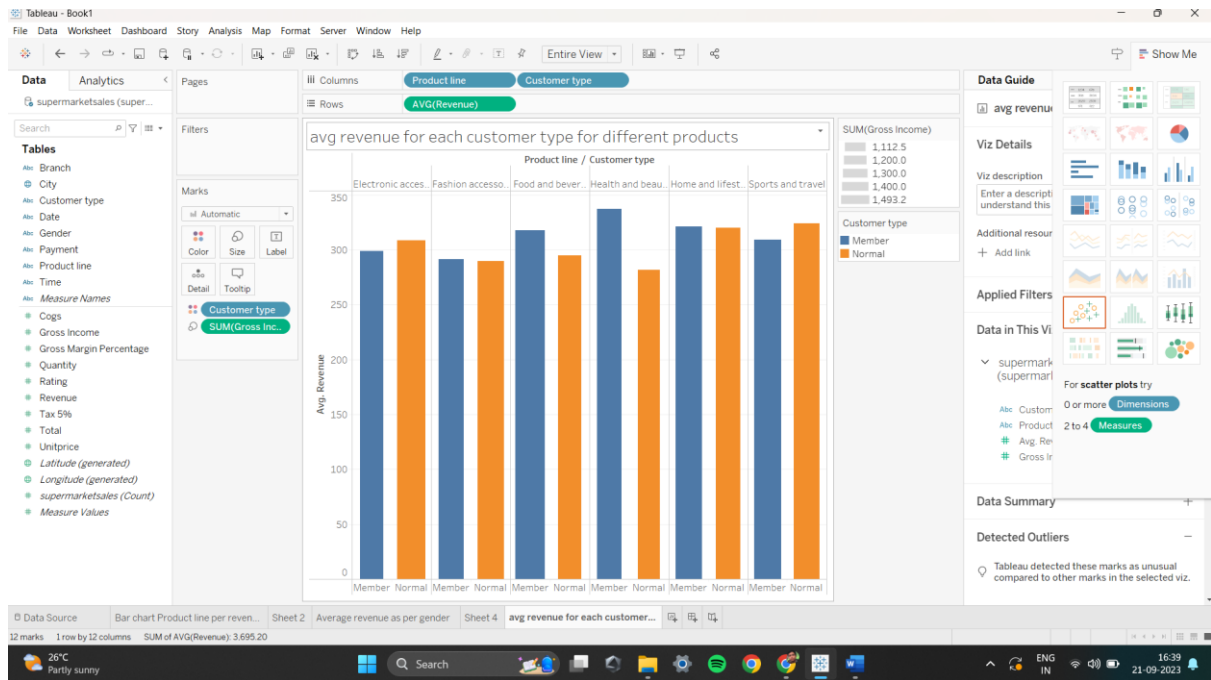 Tableau - Book1
File Data Worksheet Dashboard Story Analysis Map Format Server Window Help
Entire View
Show Me
Data Analytics
supermarketsales (super...
Search
Tables
Abc Branch
City
Abc Customer type
Abc Date
Abc Gender
Abc Payment
Abc Product line
Abc Time
Abc Measure Names
# Cogs
# Gross Income
# Gross Margin Percentage
# Quantity
# Rating
# Revenue
# Tax 5%
# Total
# Unitprice
Latitude (generated)
Longitude (generated)
# supermarketsales (Count)
# Measure Values
Pages
Filters
Marks
Automatic
Color Size Label
Detail Tooltip
Customer type
SUM(Gross Inc..
Columns Product line Customer type
Rows AVG(Revenue)
avg revenue for each customer type for different products
Product line / Customer type
Electronic acces.. Fashion accesso.. Food and bever.. Health and beau.. Home and lifest.. Sports and travel
350
300
250
200
150
100
50
0
Avg. Revenue
Member Normal Member Normal Member Normal Member Normal Member Normal Member Normal
SUM(Gross Income)
1,112.5
1,200.0
1,300.0
1,400.0
1,493.2
Customer type
Member
Normal
Data Guide
avg revenu
Viz Details
Viz description
Enter a descripti
understand this
Additional resour
+ Add link
Applied Filters
Data in This Vi
supermark
(supermarl
Abc Custom
Abc Product
# Avg. Re
# Gross Ir
Data Summary
Detected Outliers
Tableau detected these marks as unusual
compared to other marks in the selected viz.
For scatter plots try
0 or more Dimensions
2 to 4 Measures
Data Source Bar chart Product line per reven... Sheet 2 Average revenue as per gender Sheet 4 avg revenue for each customer...
12 marks 1 row by 12 columns SUM of AVG(Revenue): 3,695.20
26°C
Partly sunny
Search
ENG
IN
16:39
21-09-2023